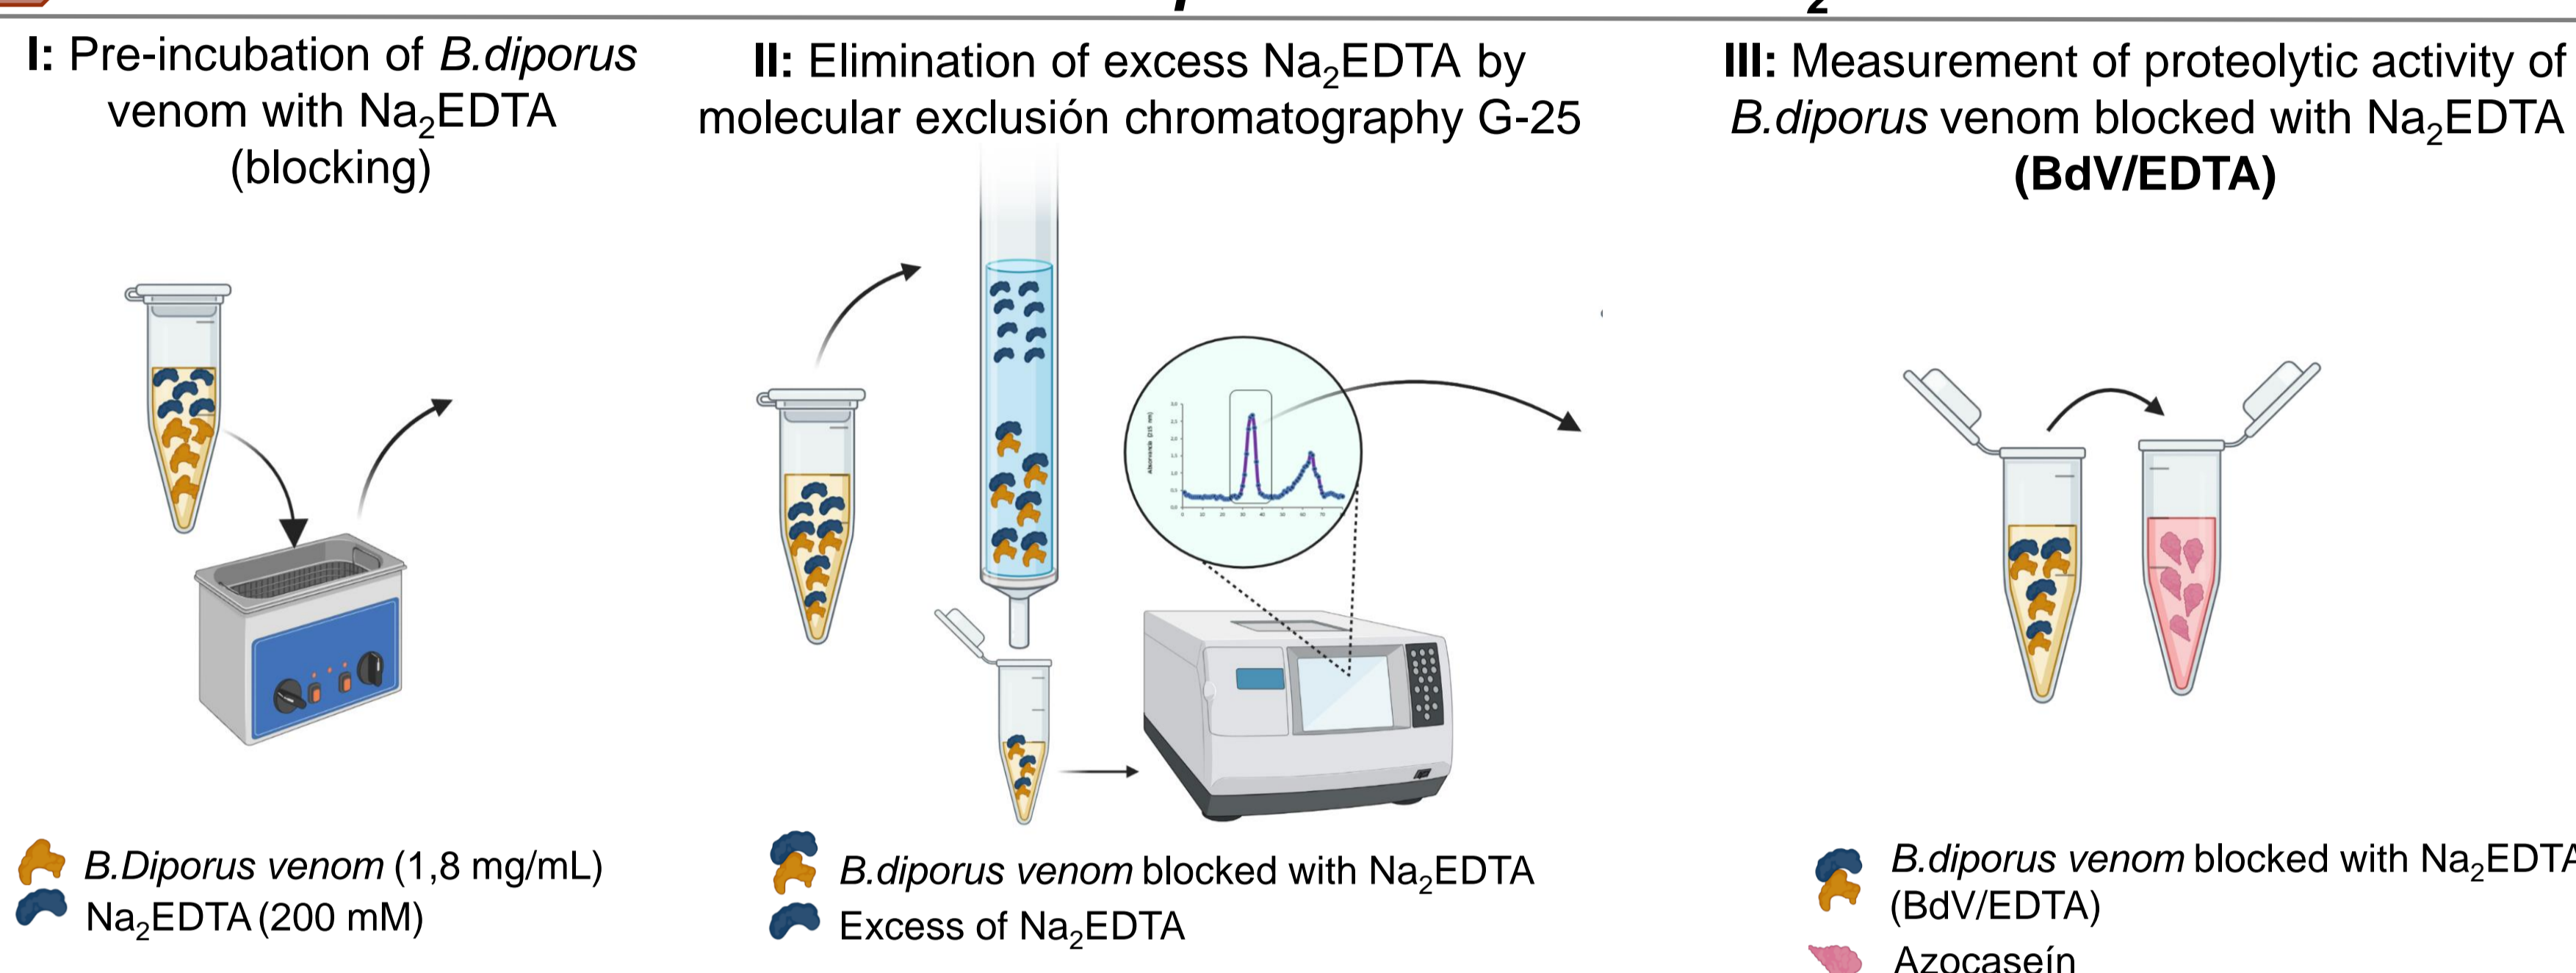 I: Pre-incubation of B.diporus
venom with Na₂EDTA
(blocking)
II: Elimination of excess Na₂EDTA by
molecular exclusión chromatography G-25
III: Measurement of proteolytic activity of
B.diporus venom blocked with Na₂EDTA
(BdV/EDTA)
B.Diporus venom (1,8 mg/mL)
Na₂EDTA (200 mM)
B.diporus venom blocked with Na₂EDTA
Excess of Na₂EDTA
B.diporus venom blocked with Na₂EDTA
(BdV/EDTA)
Azocaseín